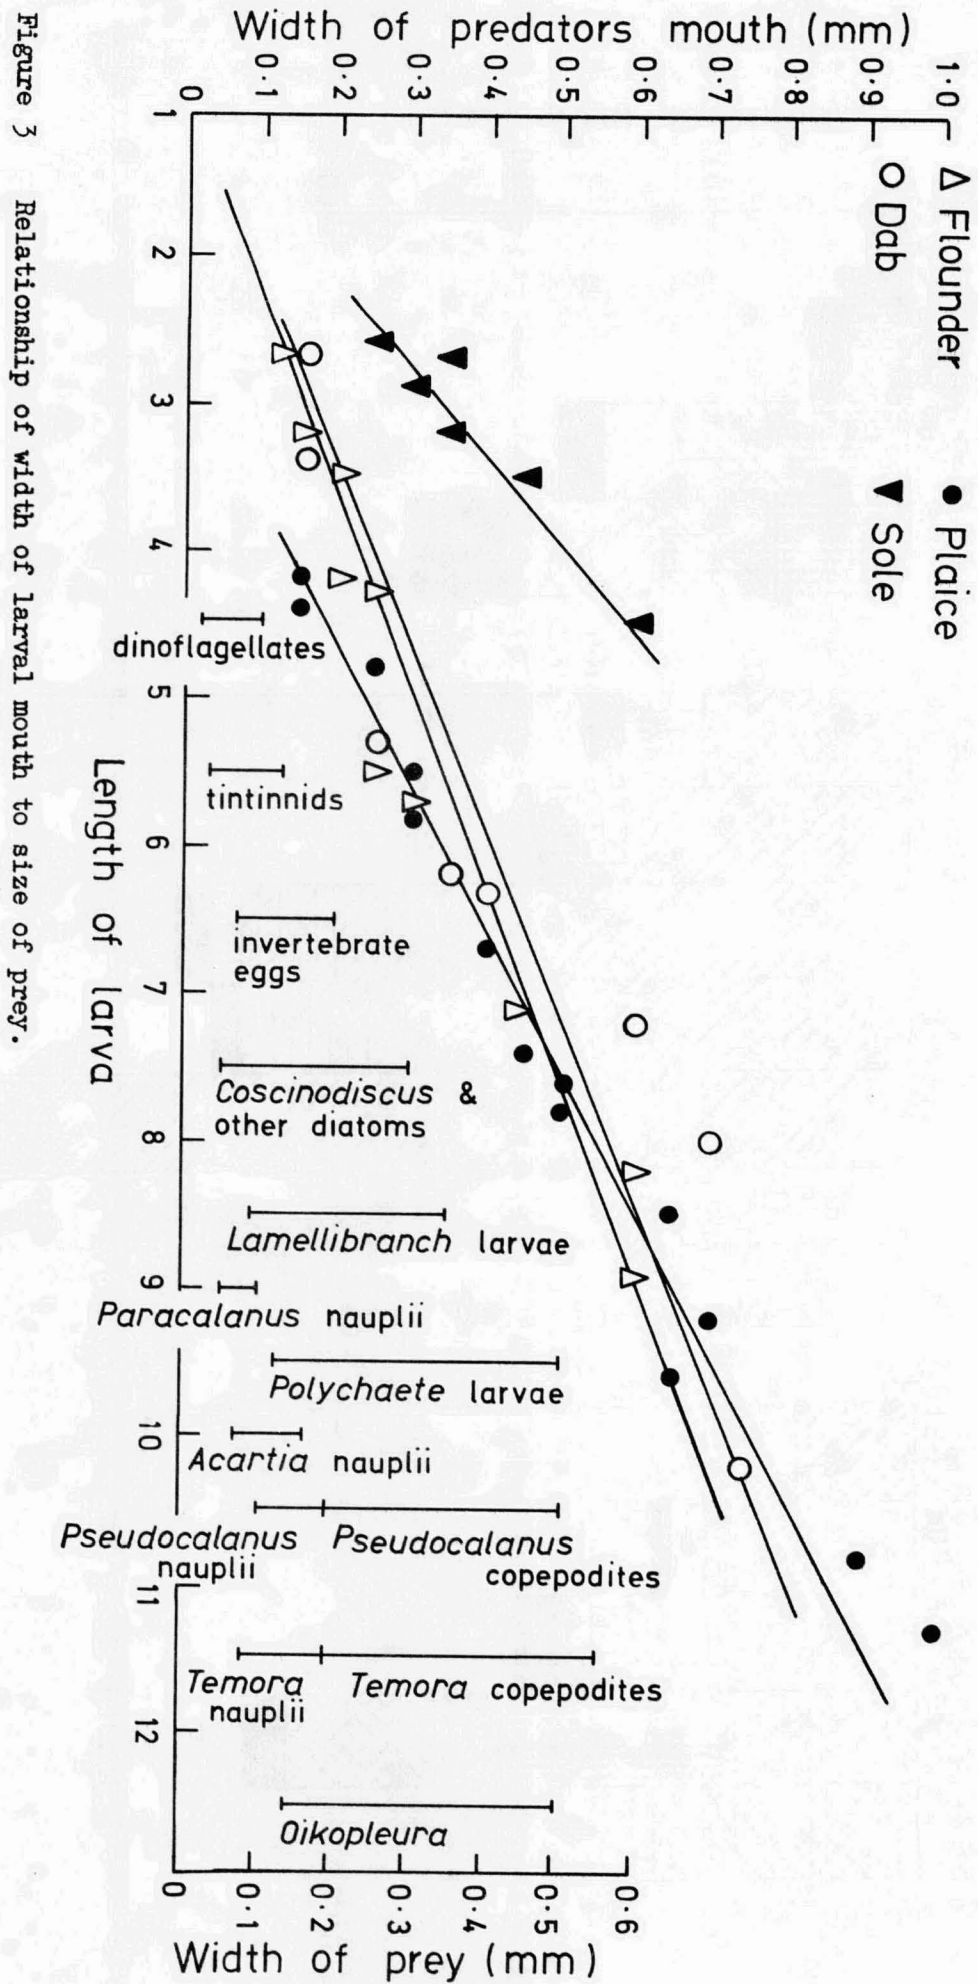 Width of predators mouth (mm)
1·0
0·9
0·8
0·7
0·6
0·5
0·4
0·3
0·2
0·1
0
△ Flounder
● Plaice
○ Dab
▲ Sole
1
2
3
4
5
6
7
8
9
10
11
12
Length of larva
dinoflagellates
tintinnids
invertebrate
eggs
Coscinodiscus &
other diatoms
Lamellibranch larvae
Paracalanus nauplii
Polychaete larvae
Acartia nauplii
Pseudocalanus
nauplii
Pseudocalanus
copepodites
Temora
nauplii
Temora copepodites
Oikopleura
0·6
0·5
0·4
0·3
0·2
0·1
0
Width of prey (mm)
Figure 3 Relationship of width of larval mouth to size of prey.